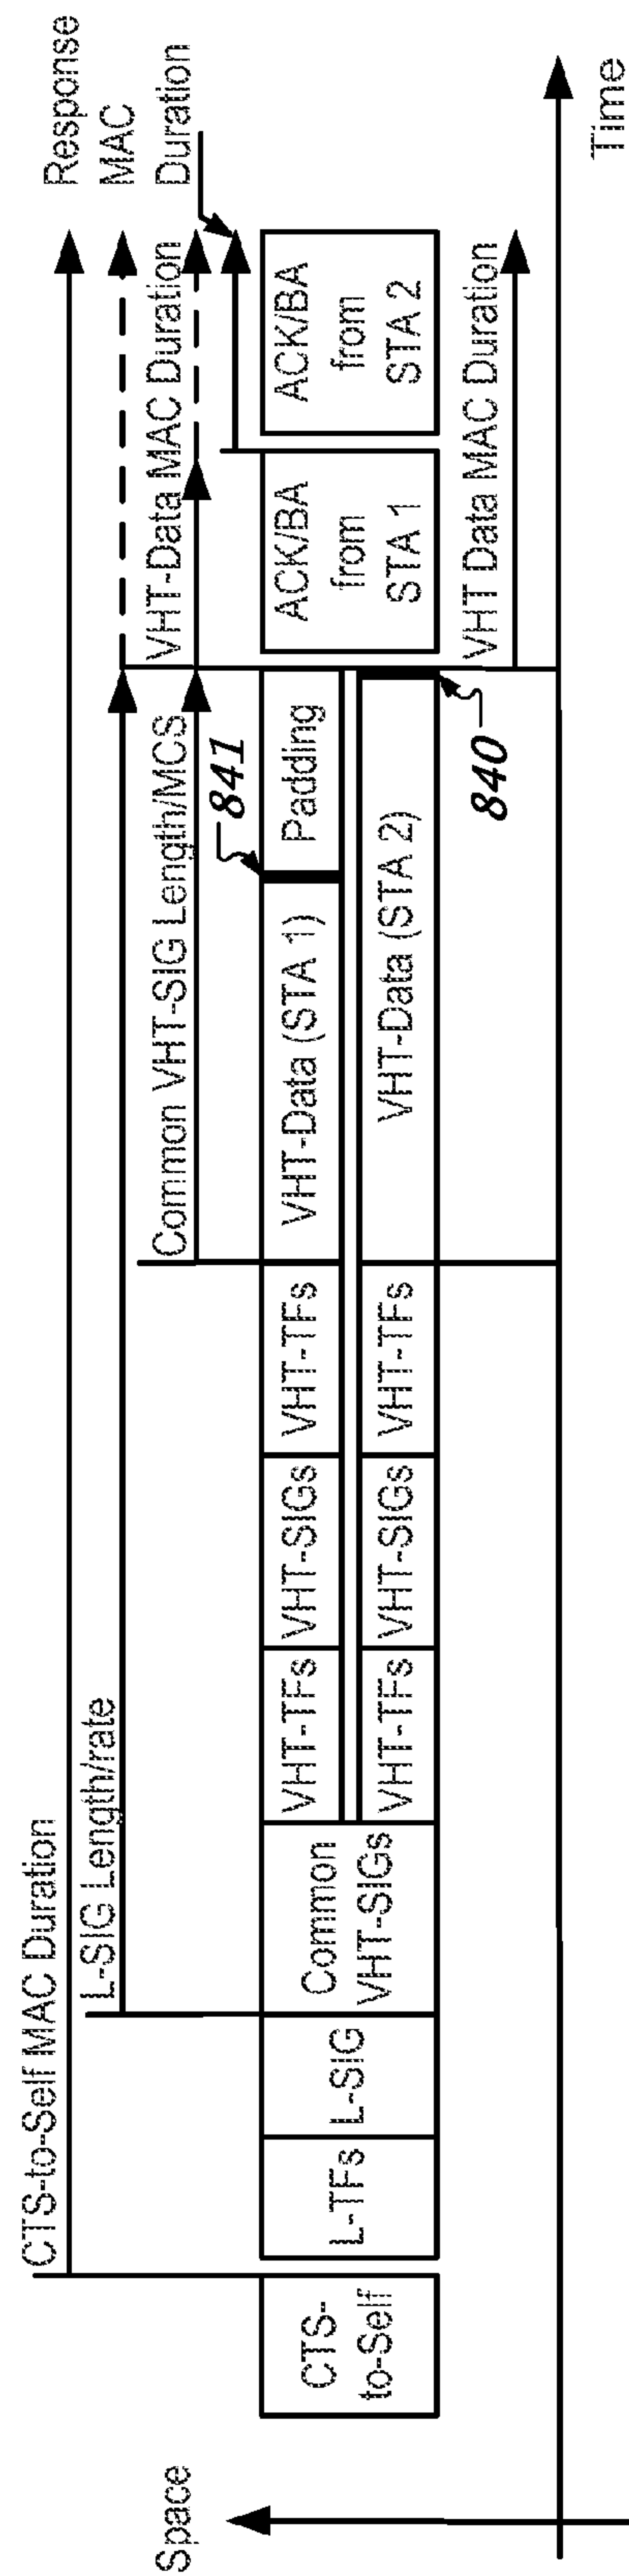 Space
CTS-to-Self MAC Duration
L-SIG Length/rate
Common VHT-SIG Length/MCS
VHT-Data MAC Duration
Response
MAC
Duration
841
CTS-
to-Self
L-TFs
L-SIG
Common
VHT-SIGs
VHT-TFs
VHT-SIGs
VHT-TFs
VHT-Data (STA 1)
Padding
VHT-TFs
VHT-SIGs
VHT-TFs
VHT-Data (STA 2)
ACK/BA
from
STA 1
ACK/BA
from
STA 2
840
VHT Data MAC Duration
Time